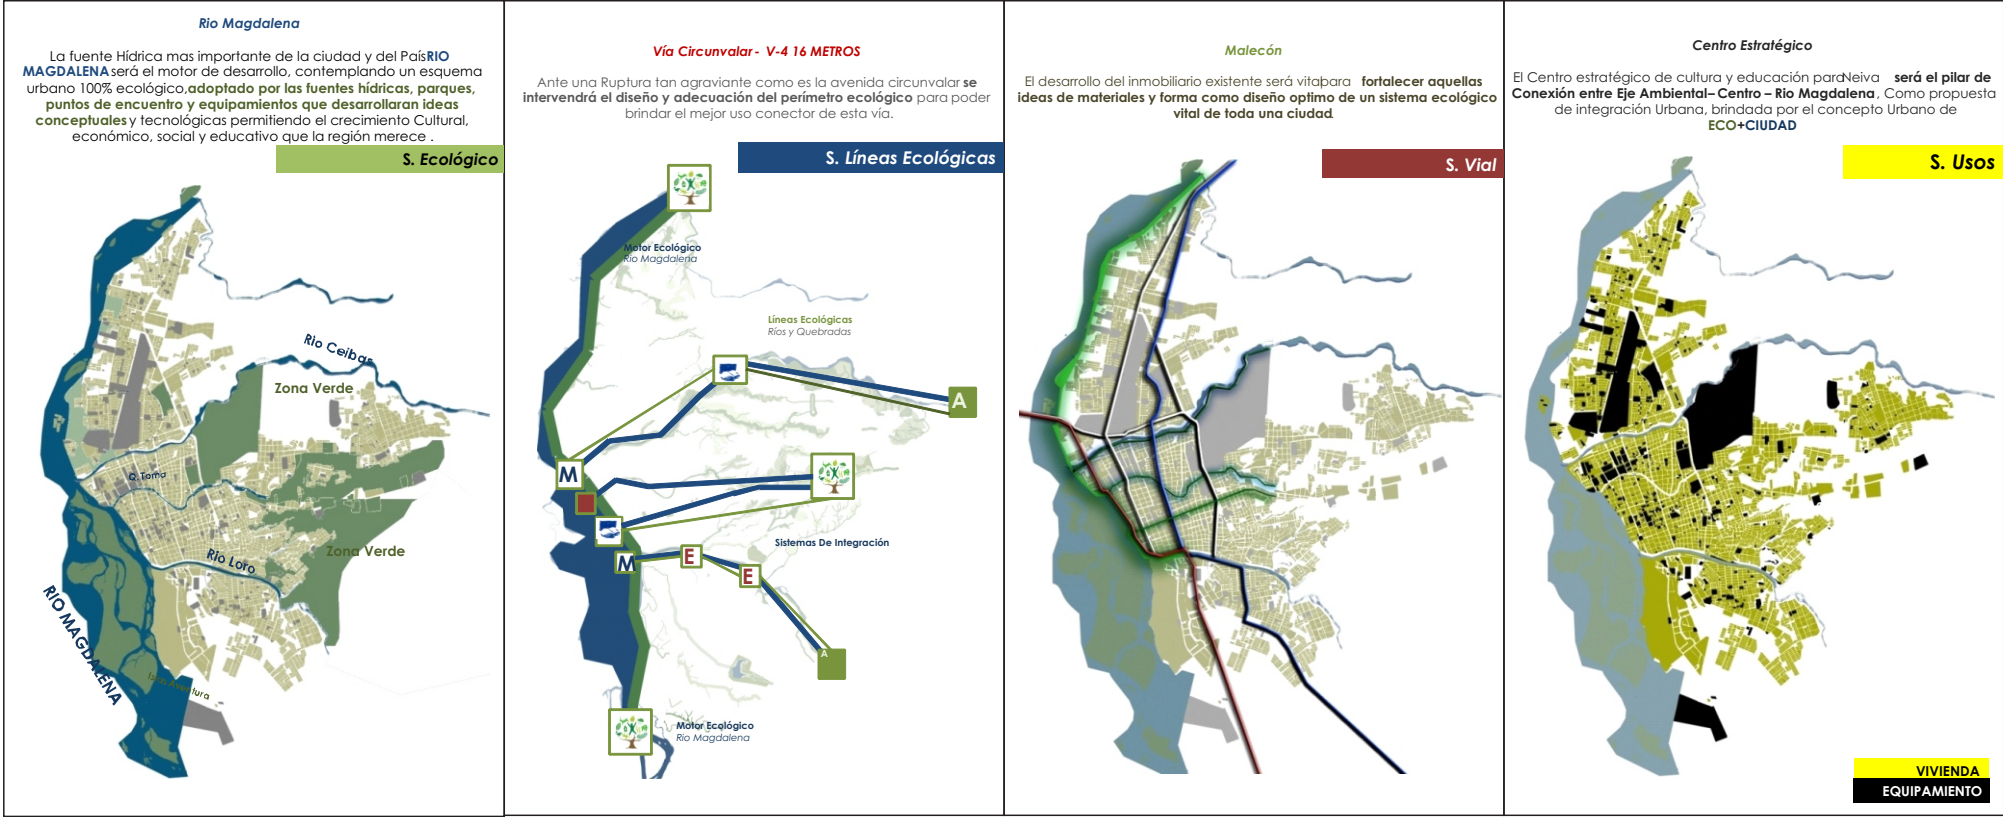 Rio Magdalena
La fuente Hídrica mas importante de la ciudad y del PaísRIO
MAGDALENA será el motor de desarrollo, contemplando un esquema
urbano 100% ecológico,adoptado por las fuentes hídricas, parques,
puntos de encuentro y equipamientos que desarrollaran ideas
conceptuales y tecnológicas permitiendo el crecimiento Cultural,
económico, social y educativo que la región merece .
S. Ecológico
Rio Ceibas
Zona Verde
Q. Toma
Zona Verde
Rio Loro
RIO MAGDALENA
Islas Aventura
Vía Circunvalar - V-4 16 METROS
Ante una Ruptura tan agraviante como es la avenida circunvalar se
intervendrá el diseño y adecuación del perímetro ecológico para poder
brindar el mejor uso conector de esta vía.
S. Líneas Ecológicas
Motor Ecológico
Rio Magdalena
Líneas Ecológicas
Ríos y Quebradas
A
M
Sistemas De Integración
M
E
E
A
Motor Ecológico
Rio Magdalena
Malecón
El desarrollo del inmobiliario existente será vitalpara fortalecer aquellas
ideas de materiales y forma como diseño optimo de un sistema ecológico
vital de toda una ciudad.
S. Vial
Centro Estratégico
El Centro estratégico de cultura y educación paraNeiva será el pilar de
Conexión entre Eje Ambiental– Centro – Rio Magdalena, Como propuesta
de integración Urbana, brindada por el concepto Urbano de
ECO+CIUDAD
S. Usos
VIVIENDA
EQUIPAMIENTO